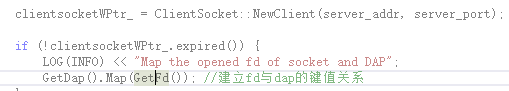 clientsocketWPtr_ = ClientSocket::NewClient(server_addr, server_port);
if (!clientsocketWPtr_.expired()) {
LOG(INFO) << "Map the opened fd of socket and DAP";
GetDap().Map(GetFd()); //建立fd与dap的键值关系